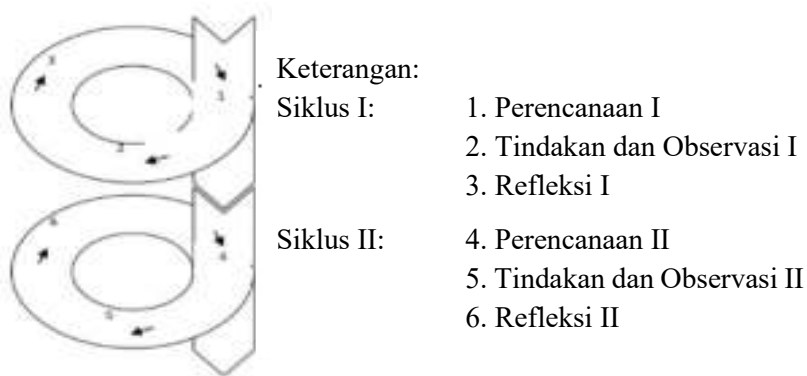 Keterangan:
Siklus I: 1. Perencanaan I
2. Tindakan dan Observasi I
3. Refleksi I
Siklus II: 4. Perencanaan II
5. Tindakan dan Observasi II
6. Refleksi II